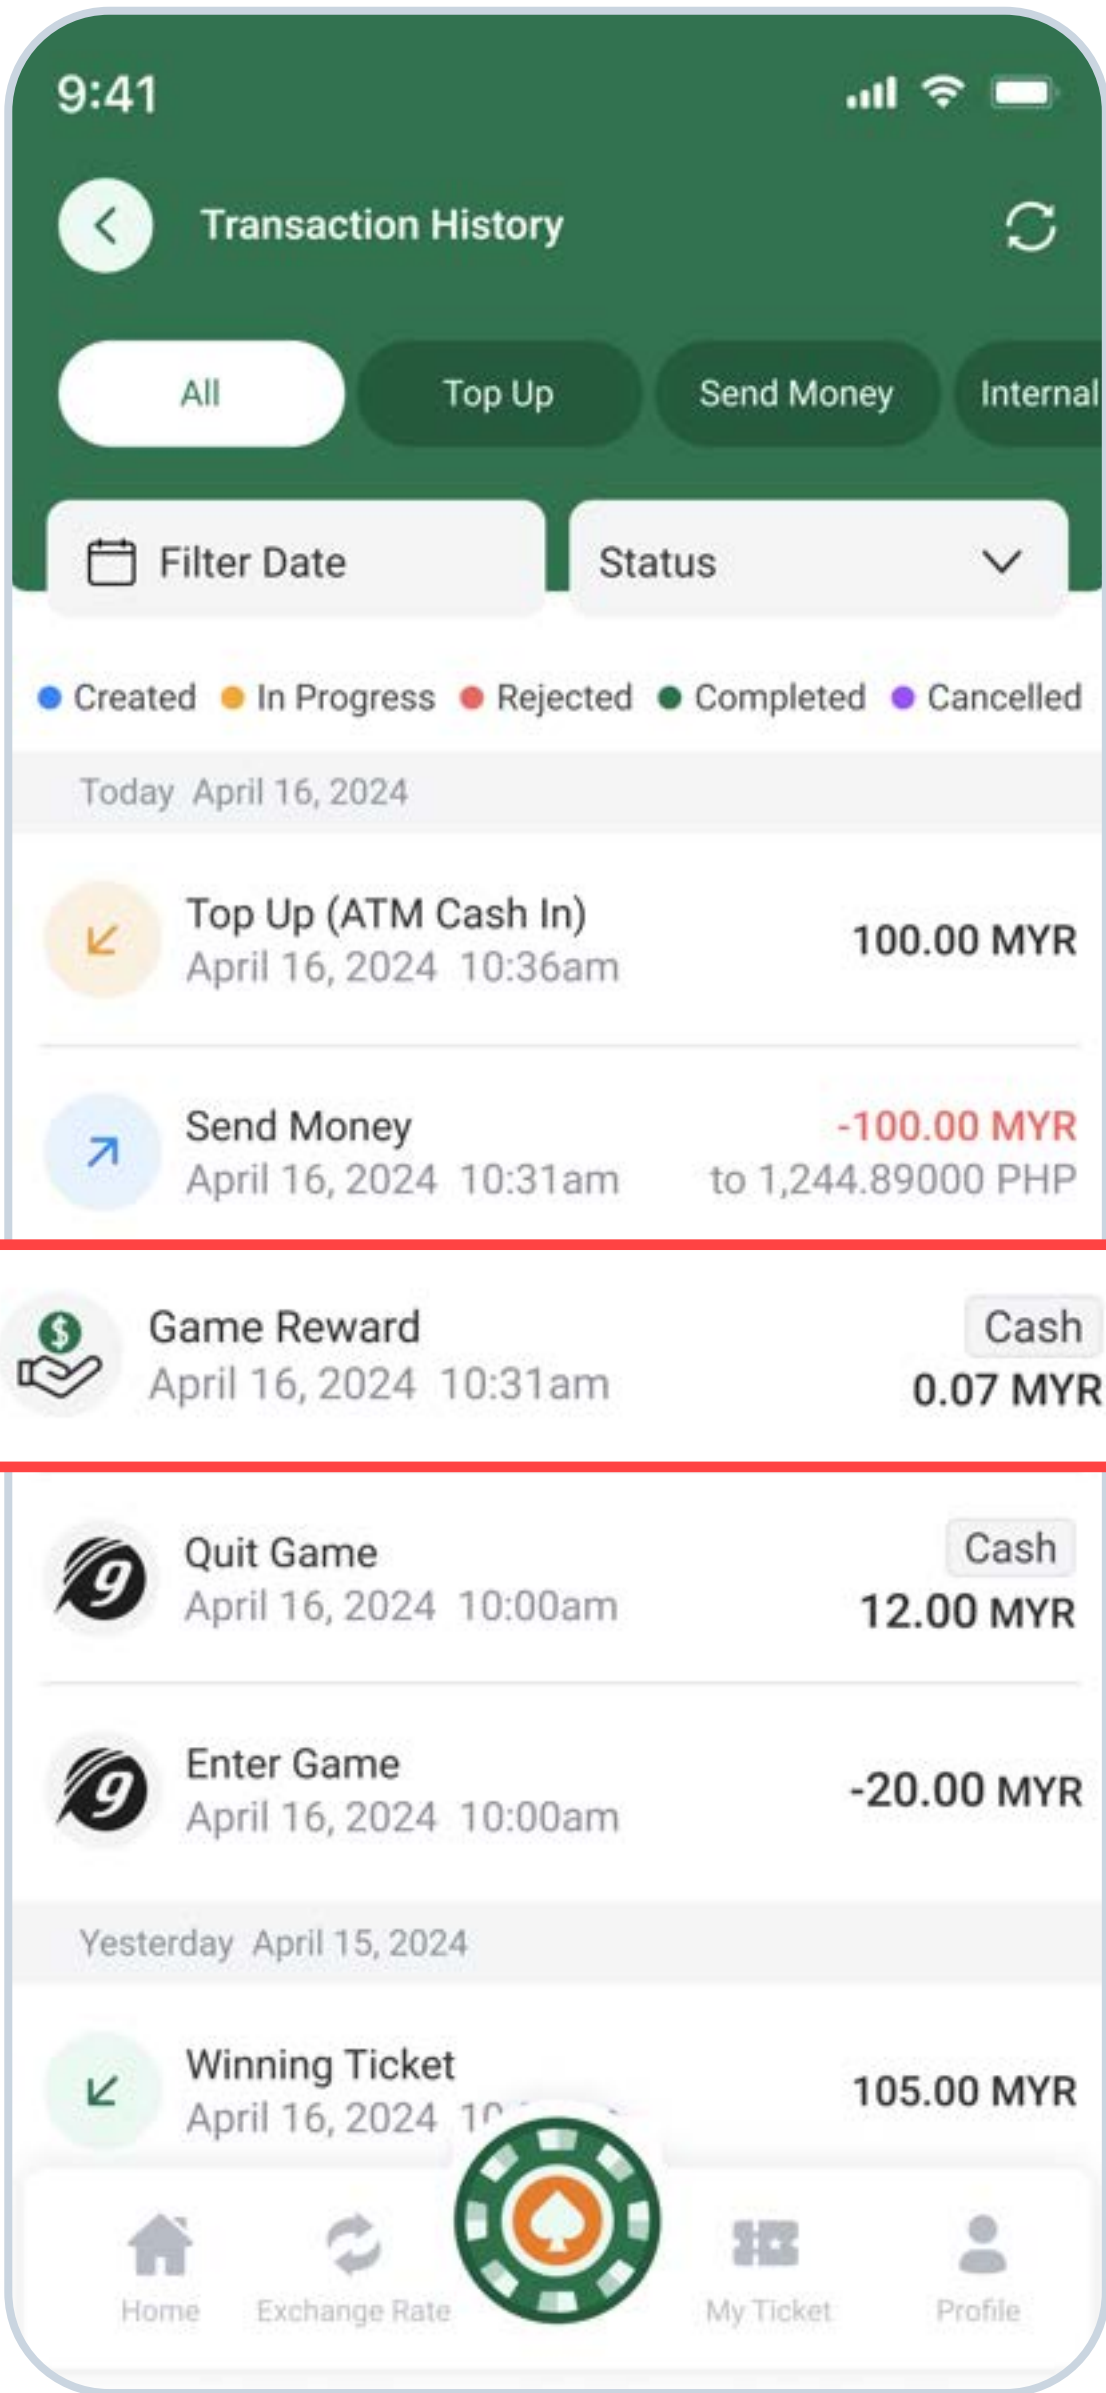 9:41
Transaction History
All Top Up Send Money Internal
Filter Date Status
Created In Progress Rejected Completed Cancelled
Today April 16, 2024
Top Up (ATM Cash In)
100.00 MYR
April 16, 2024 10:36am
Send Money -100.00 MYR
April 16, 2024 10:31am to 1,244.89000 PHP
Game Reward Cash
April 16, 2024 10:31am 0.07 MYR
Quit Game Cash
April 16, 2024 10:00am 12.00 MYR
Enter Game
-20.00 MYR
April 16, 2024 10:00am
Yesterday April 15, 2024
Winning Ticket
105.00 MYR
April 16, 2024
Home Exchange Rate My Ticket Profile